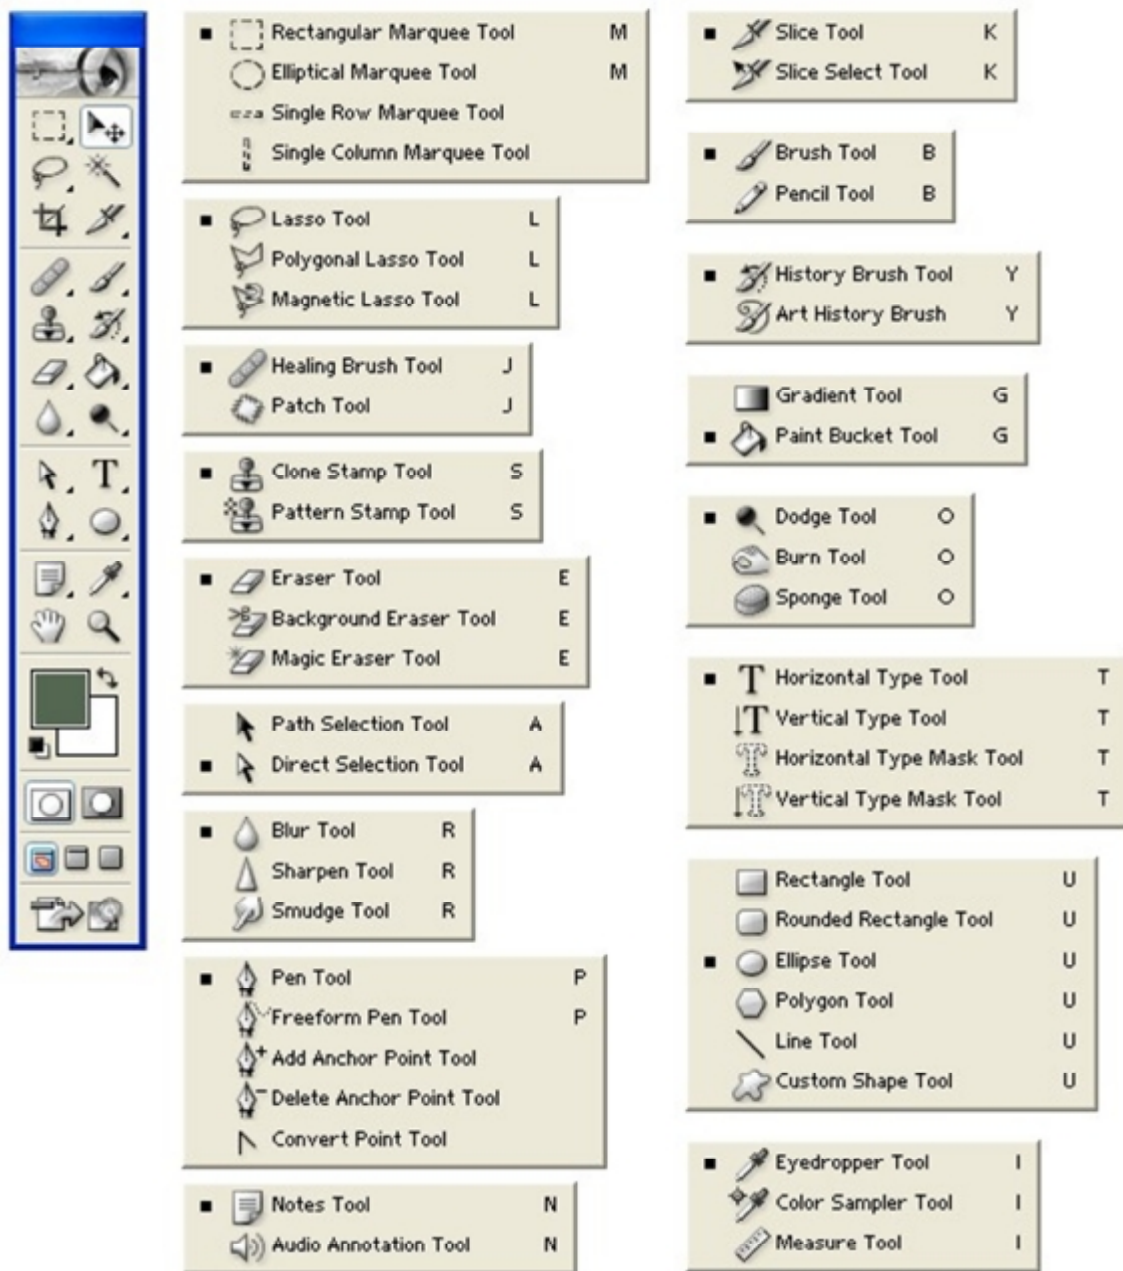 Rectangular Marquee Tool M
Elliptical Marquee Tool M
Single Row Marquee Tool
Single Column Marquee Tool
Lasso Tool L
Polygonal Lasso Tool L
Magnetic Lasso Tool L
Healing Brush Tool J
Patch Tool J
Clone Stamp Tool S
Pattern Stamp Tool S
Eraser Tool E
Background Eraser Tool E
Magic Eraser Tool E
Path Selection Tool A
Direct Selection Tool A
Blur Tool R
Sharpen Tool R
Smudge Tool R
Pen Tool P
Freeform Pen Tool P
Add Anchor Point Tool
Delete Anchor Point Tool
Convert Point Tool
Notes Tool N
Audio Annotation Tool N
Slice Tool K
Slice Select Tool K
Brush Tool B
Pencil Tool B
History Brush Tool Y
Art History Brush Y
Gradient Tool G
Paint Bucket Tool G
Dodge Tool O
Burn Tool O
Sponge Tool O
Horizontal Type Tool T
Vertical Type Tool T
Horizontal Type Mask Tool T
Vertical Type Mask Tool T
Rectangle Tool U
Rounded Rectangle Tool U
Ellipse Tool U
Polygon Tool U
Line Tool U
Custom Shape Tool U
Eyedropper Tool I
Color Sampler Tool I
Measure Tool I